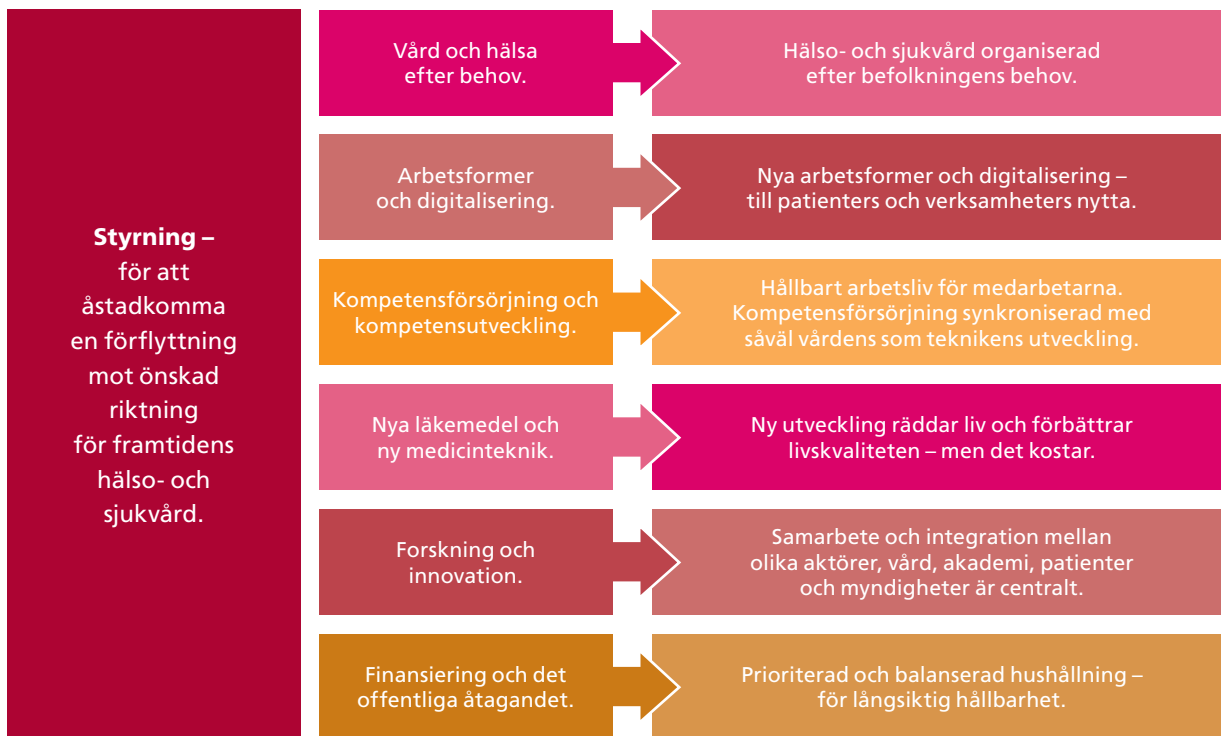 Styrning –
för att
åstadkomma
en förflyttning
mot önskad
riktning
för framtidens
hälso- och
sjukvård.
Vård och hälsa
efter behov.
Hälso- och sjukvård organiserad
efter befolkningens behov.
Arbetsformer
och digitalisering.
Nya arbetsformer och digitalisering –
till patienters och verksamheters nytta.
Kompetensförsörjning och
kompetensutveckling.
Hållbart arbetsliv för medarbetarna.
Kompetensförsörjning synkroniserad med
såväl vårdens som teknikens utveckling.
Nya läkemedel och
ny medicinteknik.
Ny utveckling räddar liv och förbättrar
livskvaliteten – men det kostar.
Forskning och
innovation.
Samarbete och integration mellan
olika aktörer, vård, akademi, patienter
och myndigheter är centralt.
Finansiering och det
offentliga åtagandet.
Prioriterad och balanserad hushållning –
för långsiktig hållbarhet.